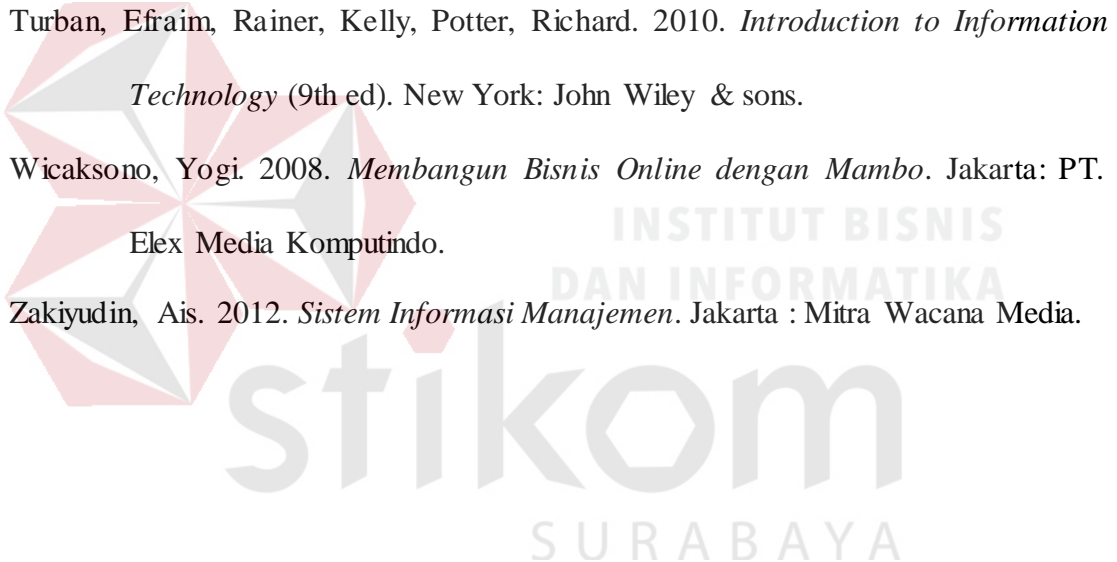 Turban, Efraim, Rainer, Kelly, Potter, Richard. 2010. Introduction to Information
Technology (9th ed). New York: John Wiley & sons.
Wicaksono, Yogi. 2008. Membangun Bisnis Online dengan Mambo. Jakarta: PT.
INSTITUT BISNIS
Elex Media Komputindo.
DAN INFORMATIKA
Zakiyudin, Ais. 2012. Sistem Informasi Manajemen. Jakarta : Mitra Wacana Media.
stikom
SURABAYA